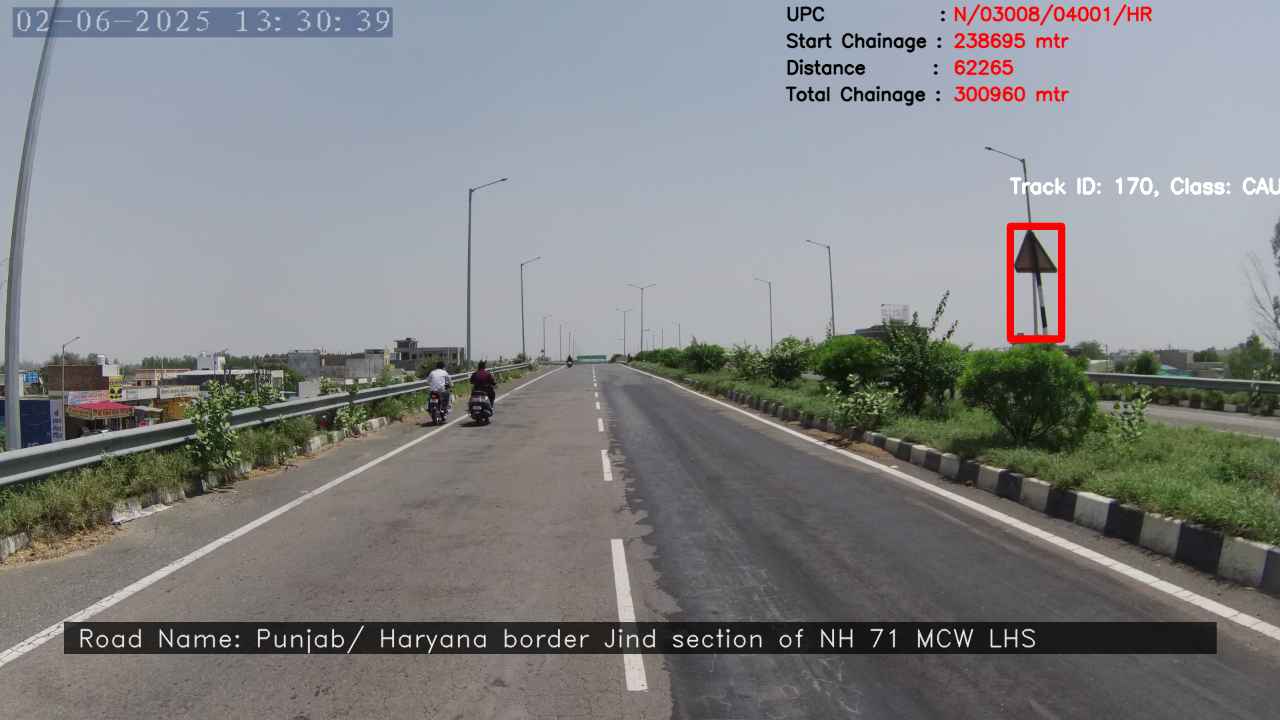 02-06-2025 13:30:39
UPC : N/03008/04001/HR
Start Chainage : 238695 mtr
Distance : 62265
Total Chainage : 300960 mtr
Track ID: 170, Class: CAU
Road Name: Punjab/ Haryana border Jind section of NH 71 MCW LHS